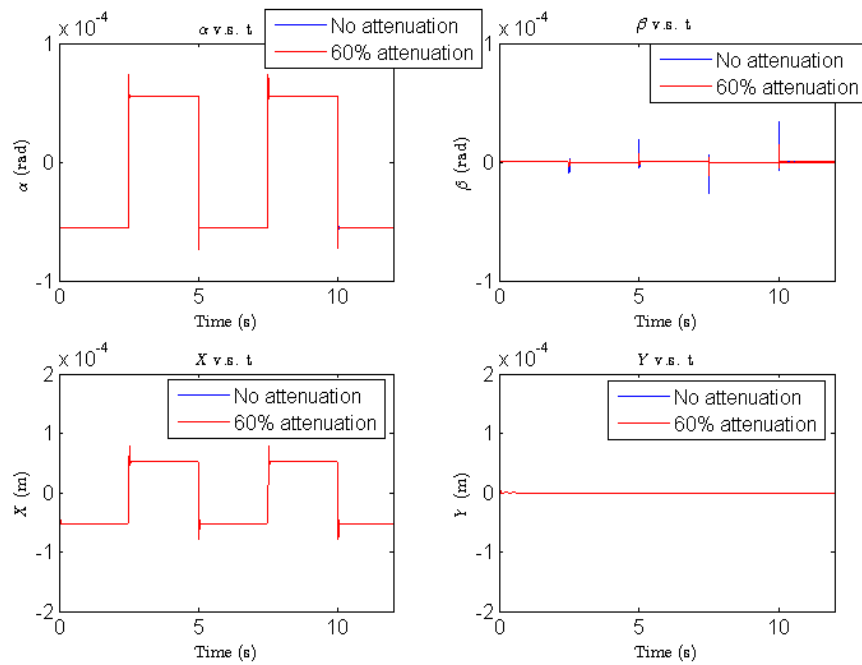 × 10⁻⁴
α v.s. t
No attenuation
60% attenuation
1
0
-1
α (rad)
0
5
10
Time (s)
× 10⁻⁴
β v.s. t
No attenuation
60% attenuation
1
0
-1
β (rad)
0
5
10
Time (s)
× 10⁻⁴
X v.s. t
No attenuation
60% attenuation
2
1
0
-1
-2
X (m)
0
5
10
Time (s)
× 10⁻⁴
Y v.s. t
No attenuation
60% attenuation
2
1
0
-1
-2
Y (m)
0
5
10
Time (s)